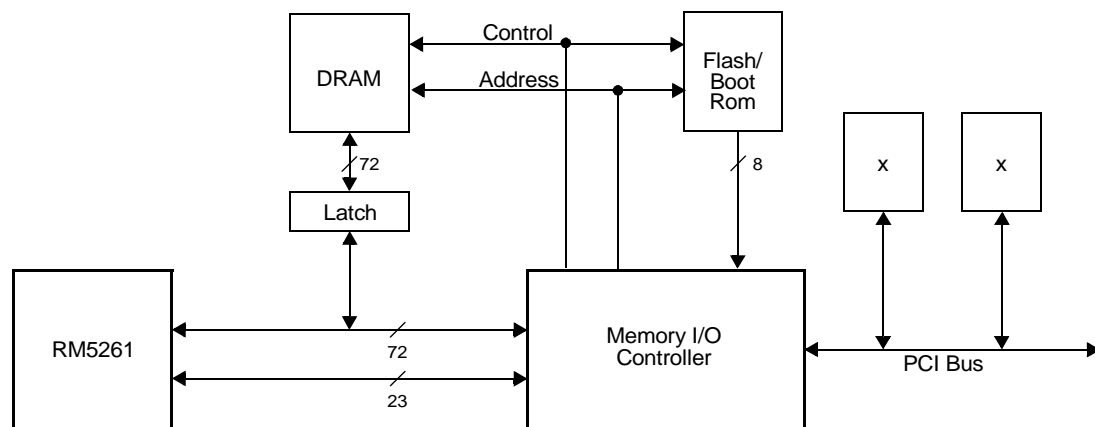 Control
DRAM
Address
Flash/
Boot
Rom
72
8
x
x
Latch
RM5261
72
23
Memory I/O
Controller
PCI Bus